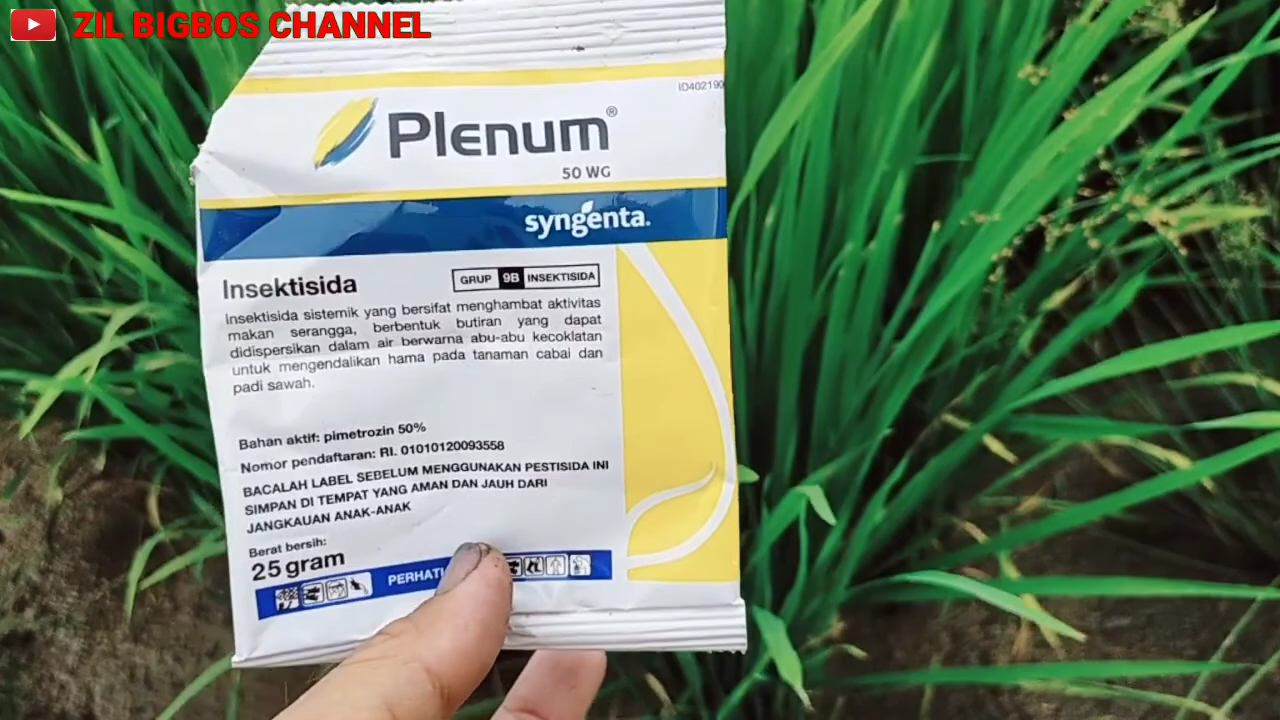 ZIL BIGBOS CHANNEL
ID402190
Plenum®
50 WG
syngenta.
Insektisida
GRUP 9B INSEKTISIDA
Insektisida sistemik yang bersifat menghambat aktivitas
makan serangga, berbentuk butiran yang dapat
didispersikan dalam air berwarna abu-abu kecoklatan
untuk mengendalikan hama pada tanaman cabai dan
padi sawah.
Bahan aktif: pimetrozin 50%
Nomor pendaftaran: RI. 01010120093558
BACALAH LABEL SEBELUM MENGGUNAKAN PESTISIDA INI
SIMPAN DI TEMPAT YANG AMAN DAN JAUH DARI
JANGKAUAN ANAK-ANAK
Berat bersih:
25 gram